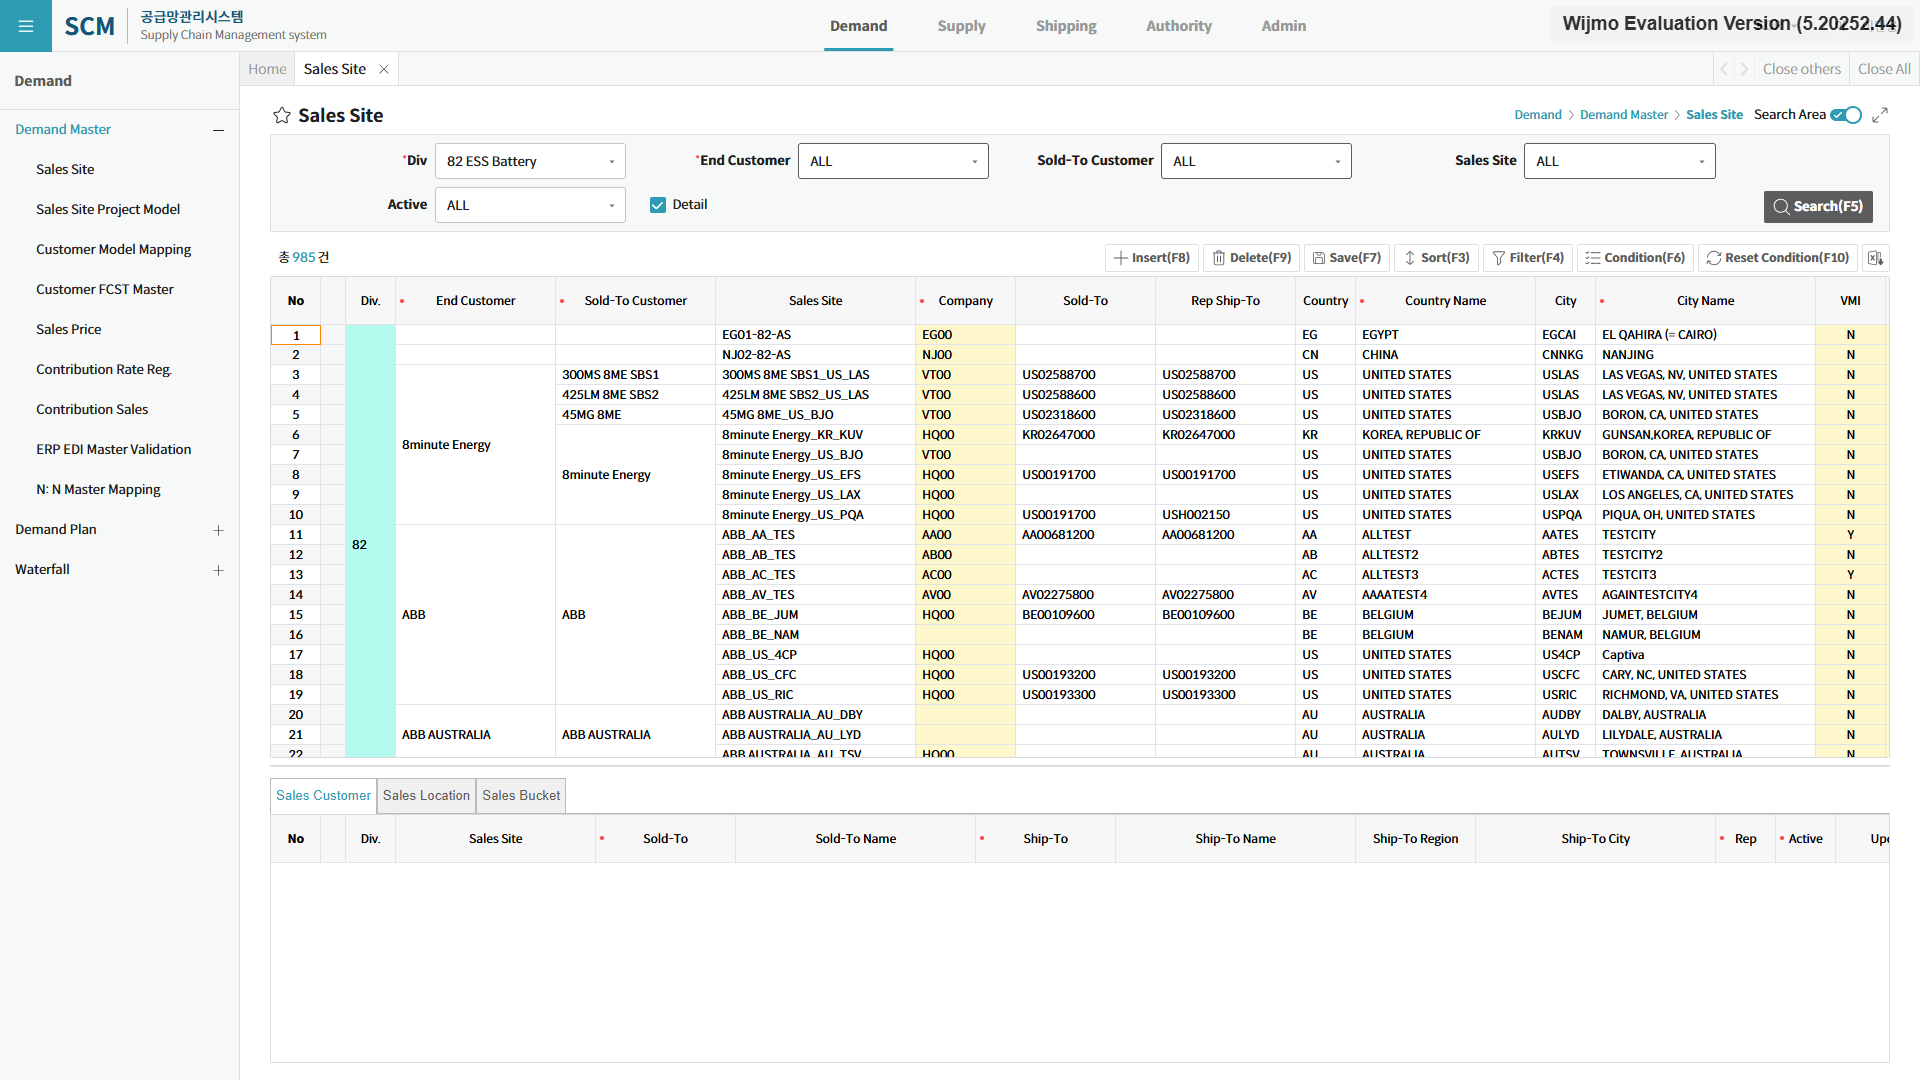 SCM 공급망관리시스템 Supply Chain Management system
Demand Supply Shipping Authority Admin
Wijmo Evaluation Version (5.20252.44)
Home Sales Site Close others Close All
Demand
Demand Master
Sales Site
Sales Site Project Model
Customer Model Mapping
Customer FCST Master
Sales Price
Contribution Rate Reg.
Contribution Sales
ERP EDI Master Validation
N: N Master Mapping
Demand Plan
Waterfall
Sales Site
Demand > Demand Master > Sales Site Search Area
*Div 82 ESS Battery *End Customer ALL Sold-To Customer ALL Sales Site ALL
Active ALL Detail Search(F5)
총 985 건 Insert(F8) Delete(F9) Save(F7) Sort(F3) Filter(F4) Condition(F6) Reset Condition(F10)
No Div. End Customer Sold-To Customer Sales Site Company Sold-To Rep Ship-To Country Country Name City City Name VMI
1 EG01-82-AS EG00 EG EGYPT EGCAI EL QAHIRA (= CAIRO) N
2 NJ02-82-AS NJ00 CN CHINA CNNKG NANJING N
3 300MS 8ME SBS1 300MS 8ME SBS1_US_LAS VT00 US02588700 US02588700 US UNITED STATES USLAS LAS VEGAS, NV, UNITED STATES N
4 425LM 8ME SBS2 425LM 8ME SBS2_US_LAS VT00 US02588600 US02588600 US UNITED STATES USLAS LAS VEGAS, NV, UNITED STATES N
5 45MG 8ME 45MG 8ME_US_BJO VT00 US02318600 US02318600 US UNITED STATES USBJO BORON, CA, UNITED STATES N
6 8minute Energy 8minute Energy_KR_KUV HQ00 KR02647000 KR02647000 KR KOREA, REPUBLIC OF KRKUV GUNSAN,KOREA, REPUBLIC OF N
7 8minute Energy_US_BJO VT00 US UNITED STATES USBJO BORON, CA, UNITED STATES N
8 8minute Energy 8minute Energy_US_EFS HQ00 US00191700 US00191700 US UNITED STATES USEFS ETIWANDA, CA, UNITED STATES N
9 8minute Energy_US_LAX HQ00 US UNITED STATES USLAX LOS ANGELES, CA, UNITED STATES N
10 8minute Energy_US_PQA HQ00 US00191700 USH002150 US UNITED STATES USPQA PIQUA, OH, UNITED STATES N
11 82 ABB_AA_TES AA00 AA00681200 AA00681200 AA ALLTEST AATES TESTCITY Y
12 ABB_AB_TES AB00 AB ALLTEST2 ABTES TESTCITY2 N
13 ABB_AC_TES AC00 AC ALLTEST3 ACTES TESTCIT3 Y
14 ABB_AV_TES AV00 AV02275800 AV02275800 AV AAAATEST4 AVTES AGAINTESTCITY4 N
15 ABB ABB ABB_BE_JUM HQ00 BE00109600 BE00109600 BE BELGIUM BEJUM JUMET, BELGIUM N
16 ABB_BE_NAM BE BELGIUM BENAM NAMUR, BELGIUM N
17 ABB_US_4CP HQ00 US UNITED STATES US4CP Captiva N
18 ABB_US_CFC HQ00 US00193200 US00193200 US UNITED STATES USCFC CARY, NC, UNITED STATES N
19 ABB_US_RIC HQ00 US00193300 US00193300 US UNITED STATES USRIC RICHMOND, VA, UNITED STATES N
20 ABB AUSTRALIA_AU_DBY AU AUSTRALIA AUDBY DALBY, AUSTRALIA N
21 ABB AUSTRALIA ABB AUSTRALIA ABB AUSTRALIA_AU_LYD AU AUSTRALIA AULYD LILYDALE, AUSTRALIA N
22 ABB AUSTRALIA_AU_TSV HQ00 AU AUSTRALIA AUTSV TOWNSVILLE, AUSTRALIA N
Sales Customer Sales Location Sales Bucket
No Div. Sales Site Sold-To Sold-To Name Ship-To Ship-To Name Ship-To Region Ship-To City Rep Active